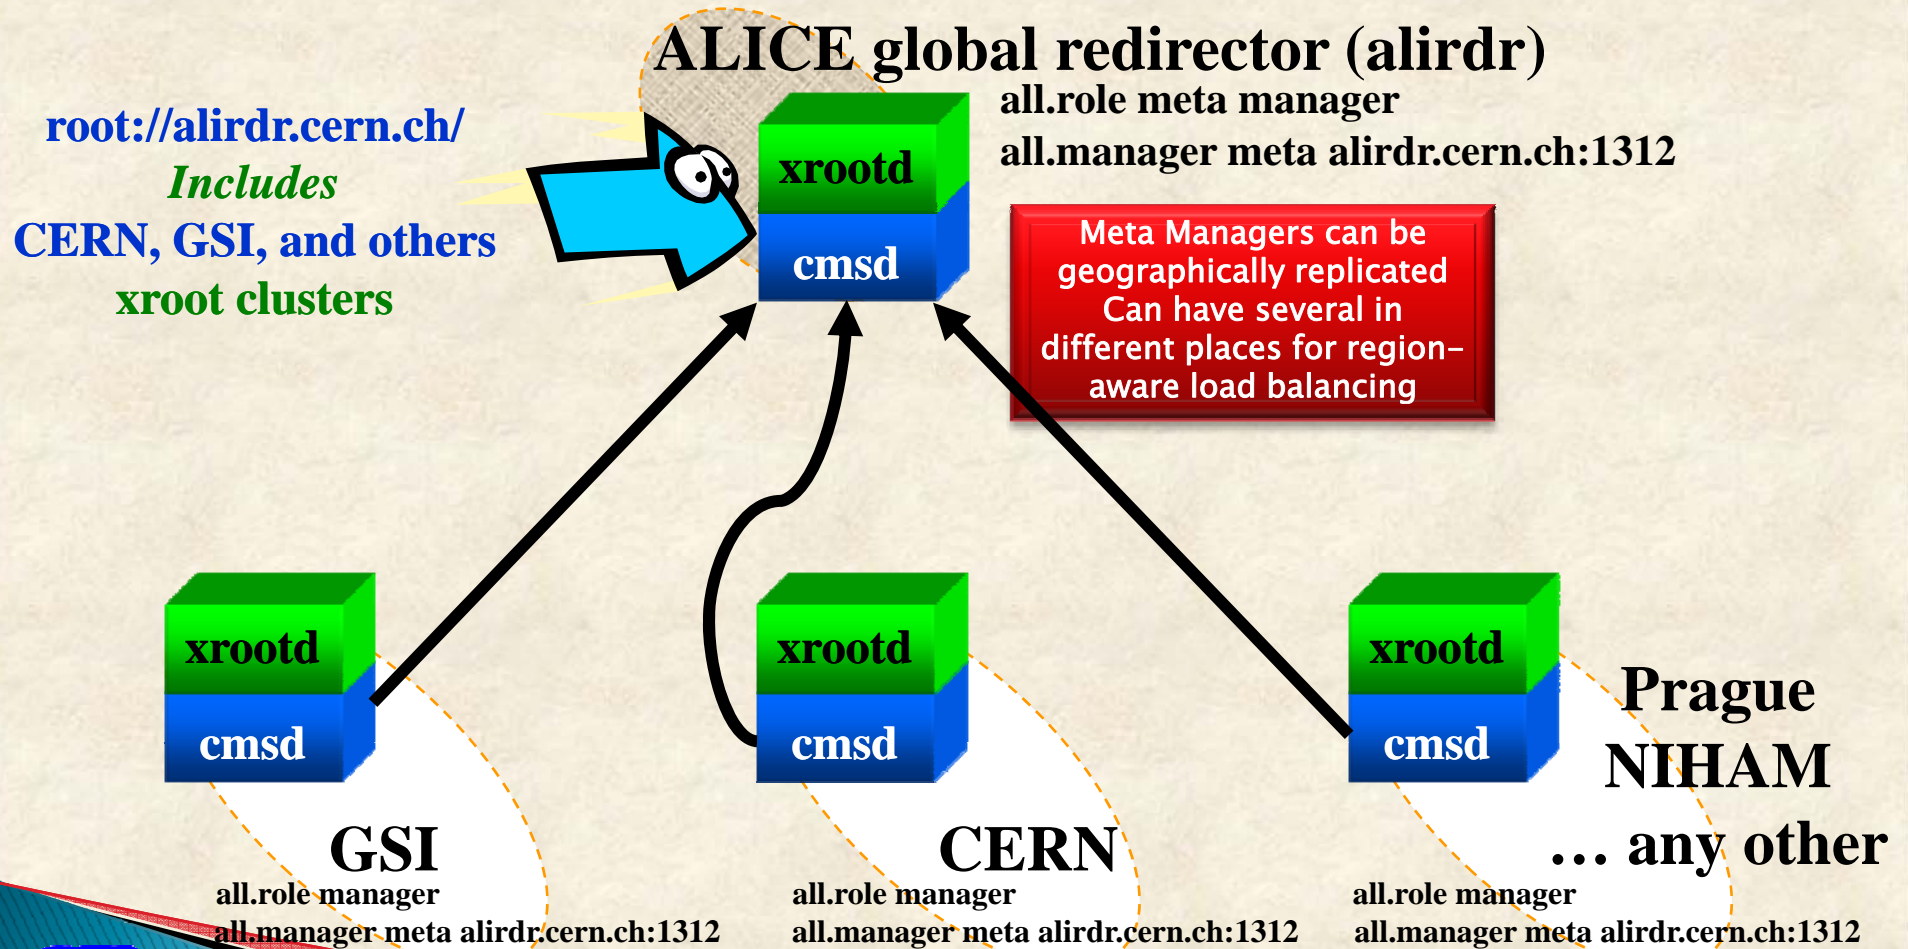 ALICE global redirector (alirdr)
all.role meta manager
all.manager meta alirdr.cern.ch:1312
root://alirdr.cern.ch/
Includes
CERN, GSI, and others
xroot clusters
xrootd
cmsd
Meta Managers can be
geographically replicated
Can have several in
different places for region-
aware load balancing
xrootd
cmsd
GSI
all.role manager
all.manager meta alirdr.cern.ch:1312
xrootd
cmsd
CERN
all.role manager
all.manager meta alirdr.cern.ch:1312
xrootd
cmsd
Prague
NIHAM
... any other
all.role manager
all.manager meta alirdr.cern.ch:1312